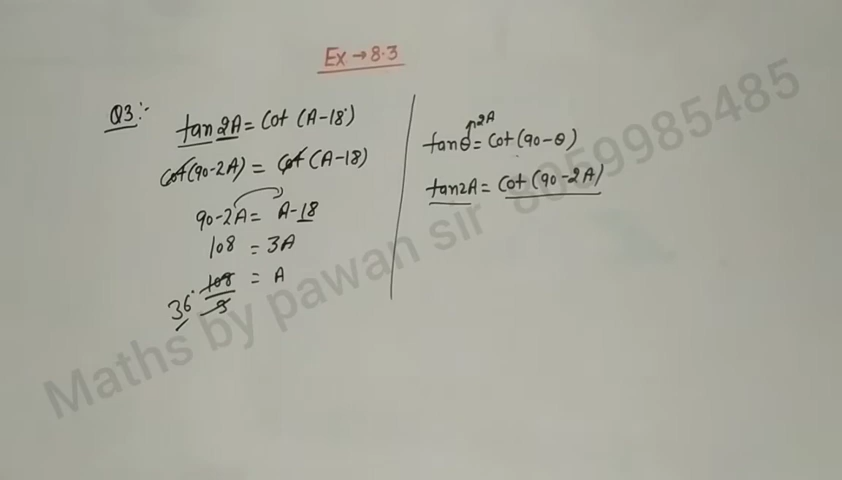 Ex → 8.3
Q3:-
tan 2A = Cot (A-18°)
Cot(90-2A) = Cot (A-18)
90-2A = A-18
108 = 3A
36° 108/3 = A
2A
tanθ = Cot(90-θ)
tan2A = Cot (90-2A)
Maths by pawan sir 8059985485